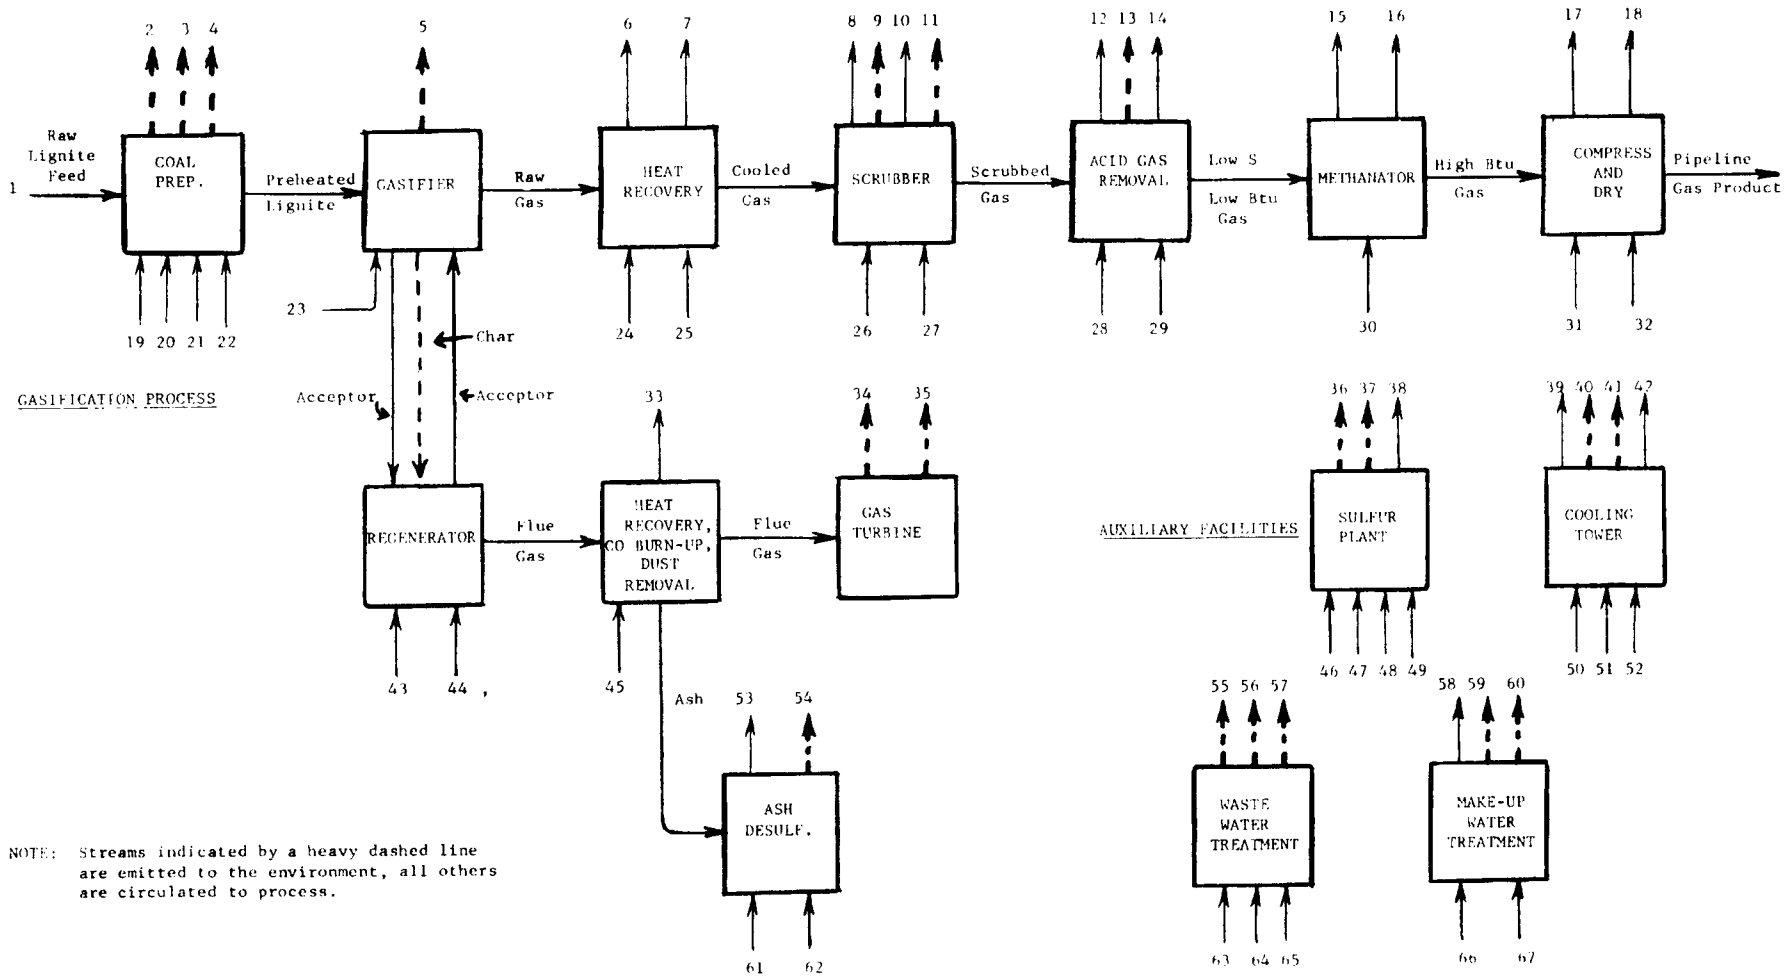 2 3 4
5
6 7
8 9 10 11
12 13 14
15 16
17 18
Raw
Lignite
Feed
1
COAL
PREP.
Preheated
Lignite
GASIFIER
Raw
Gas
HEAT
RECOVERY
Cooled
Gas
SCRUBBER
Scrubbed
Gas
ACID GAS
REMOVAL
Low S
Low Btu
Gas
METHANATOR
High Btu
Gas
COMPRESS
AND
DRY
Pipeline
Gas Product
19 20 21 22
23
24 25
26 27
28 29
30
31 32
Char
GASIFICATION PROCESS
Acceptor
Acceptor
33
34 35
36 37 38
39 40 41 42
REGENERATOR
Flue
Gas
HEAT
RECOVERY,
CO BURN-UP,
DUST
REMOVAL
Flue
Gas
GAS
TURBINE
AUXILIARY FACILITIES
SULFUR
PLANT
COOLING
TOWER
43 44 ,
45
46 47 48 49
50 51 52
Ash
53 54
55 56 57
58 59 60
ASH
DESULF.
WASTE
WATER
TREATMENT
MAKE-UP
WATER
TREATMENT
NOTE: Streams indicated by a heavy dashed line
are emitted to the environment, all others
are circulated to process.
61 62
63 64 65
66 67